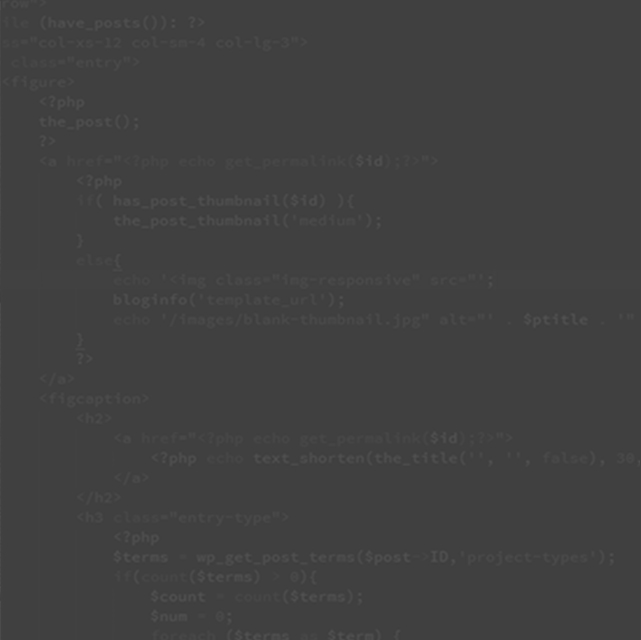 row">
ile (have_posts()): ?>
ss="col-xs-12 col-sm-4 col-lg-3">
class="entry">
<figure>
<?php
the_post();
?>
<a href="<?php echo get_permalink($id);?>">
<?php
if( has_post_thumbnail($id) ){
the_post_thumbnail('medium');
}
else{
echo '<img class="img-responsive" src="';
bloginfo('template_url');
echo '/images/blank-thumbnail.jpg" alt="' . $ptitle . '"
}
?>
</a>
<figcaption>
<h2>
<a href="<?php echo get_permalink($id);?>">
<?php echo text_shorten(the_title('', '', false), 30,
</a>
</h2>
<h3 class="entry-type">
<?php
$terms = wp_get_post_terms($post->ID,'project-types');
if(count($terms) > 0){
$count = count($terms);
$num = 0;
foreach ($terms as $term) {